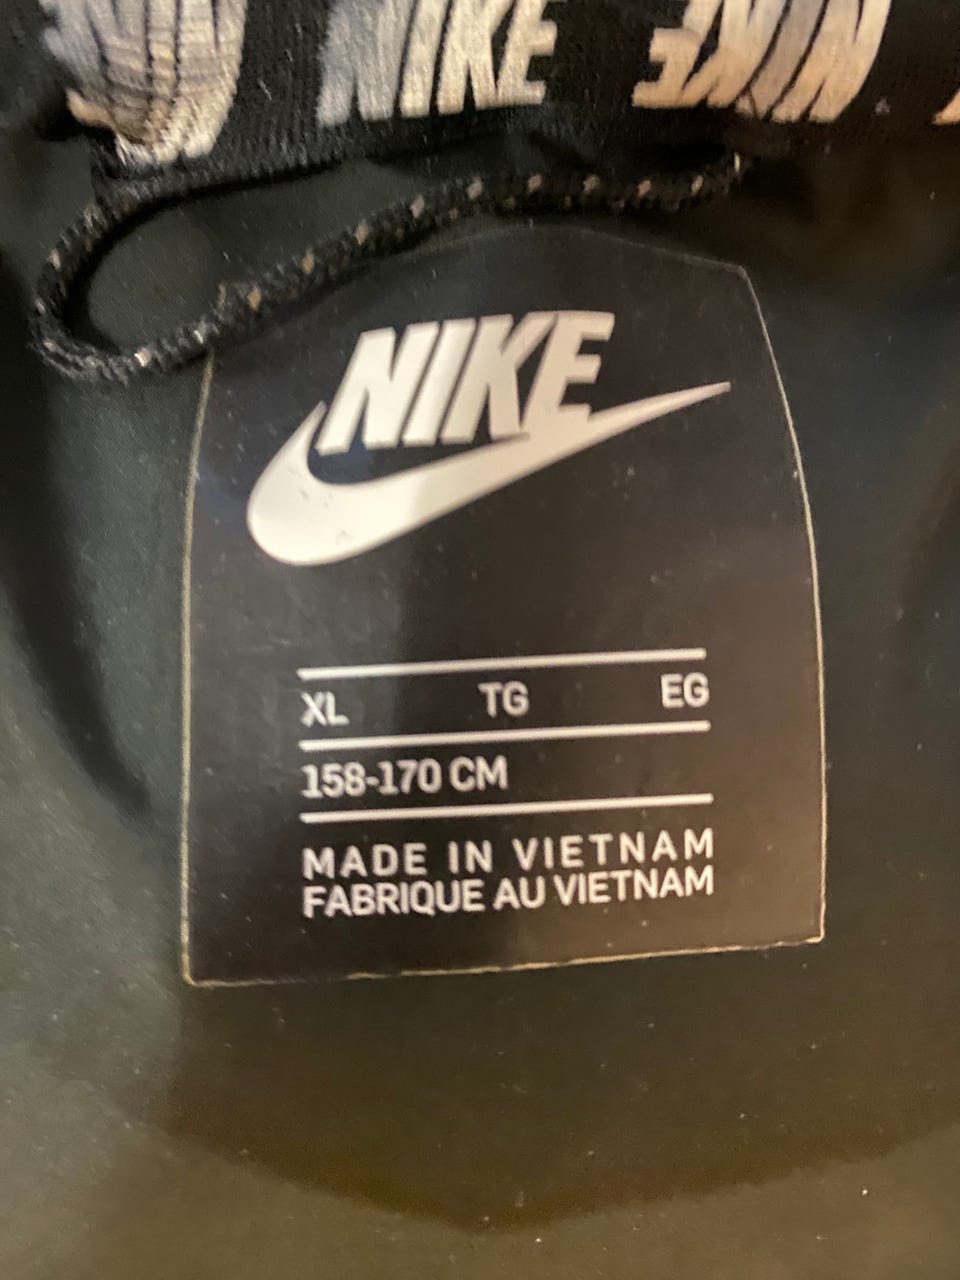 NIKE NIKE
NIKE
XL TG EG
158-170 CM
MADE IN VIETNAM
FABRIQUE AU VIETNAM